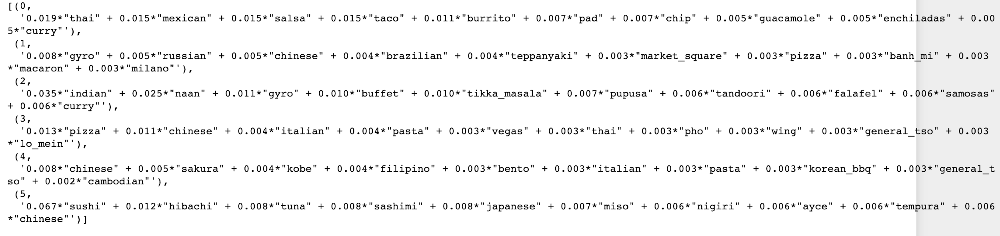 [(0,
  '0.019*"thai" + 0.015*"mexican" + 0.015*"salsa" + 0.015*"taco" + 0.011*"burrito" + 0.007*"pad" + 0.007*"chip" + 0.005*"guacamole" + 0.005*"enchiladas" + 0.00
5*"curry"'),
 (1,
  '0.008*"gyro" + 0.005*"russian" + 0.005*"chinese" + 0.004*"brazilian" + 0.004*"teppanyaki" + 0.003*"market_square" + 0.003*"pizza" + 0.003*"banh_mi" + 0.003
*"macaron" + 0.003*"milano"'),
 (2,
  '0.035*"indian" + 0.025*"naan" + 0.011*"gyro" + 0.010*"buffet" + 0.010*"tikka_masala" + 0.007*"pupusa" + 0.006*"tandoori" + 0.006*"falafel" + 0.006*"samosas"
+ 0.006*"curry"'),
 (3,
  '0.013*"pizza" + 0.011*"chinese" + 0.004*"italian" + 0.004*"pasta" + 0.003*"vegas" + 0.003*"thai" + 0.003*"pho" + 0.003*"wing" + 0.003*"general_tso" + 0.003
*"lo_mein"'),
 (4,
  '0.008*"chinese" + 0.005*"sakura" + 0.004*"kobe" + 0.004*"filipino" + 0.003*"bento" + 0.003*"italian" + 0.003*"pasta" + 0.003*"korean_bbq" + 0.003*"general_t
so" + 0.002*"cambodian"'),
 (5,
  '0.067*"sushi" + 0.012*"hibachi" + 0.008*"tuna" + 0.008*"sashimi" + 0.008*"japanese" + 0.007*"miso" + 0.006*"nigiri" + 0.006*"ayce" + 0.006*"tempura" + 0.006
*"chinese"')]